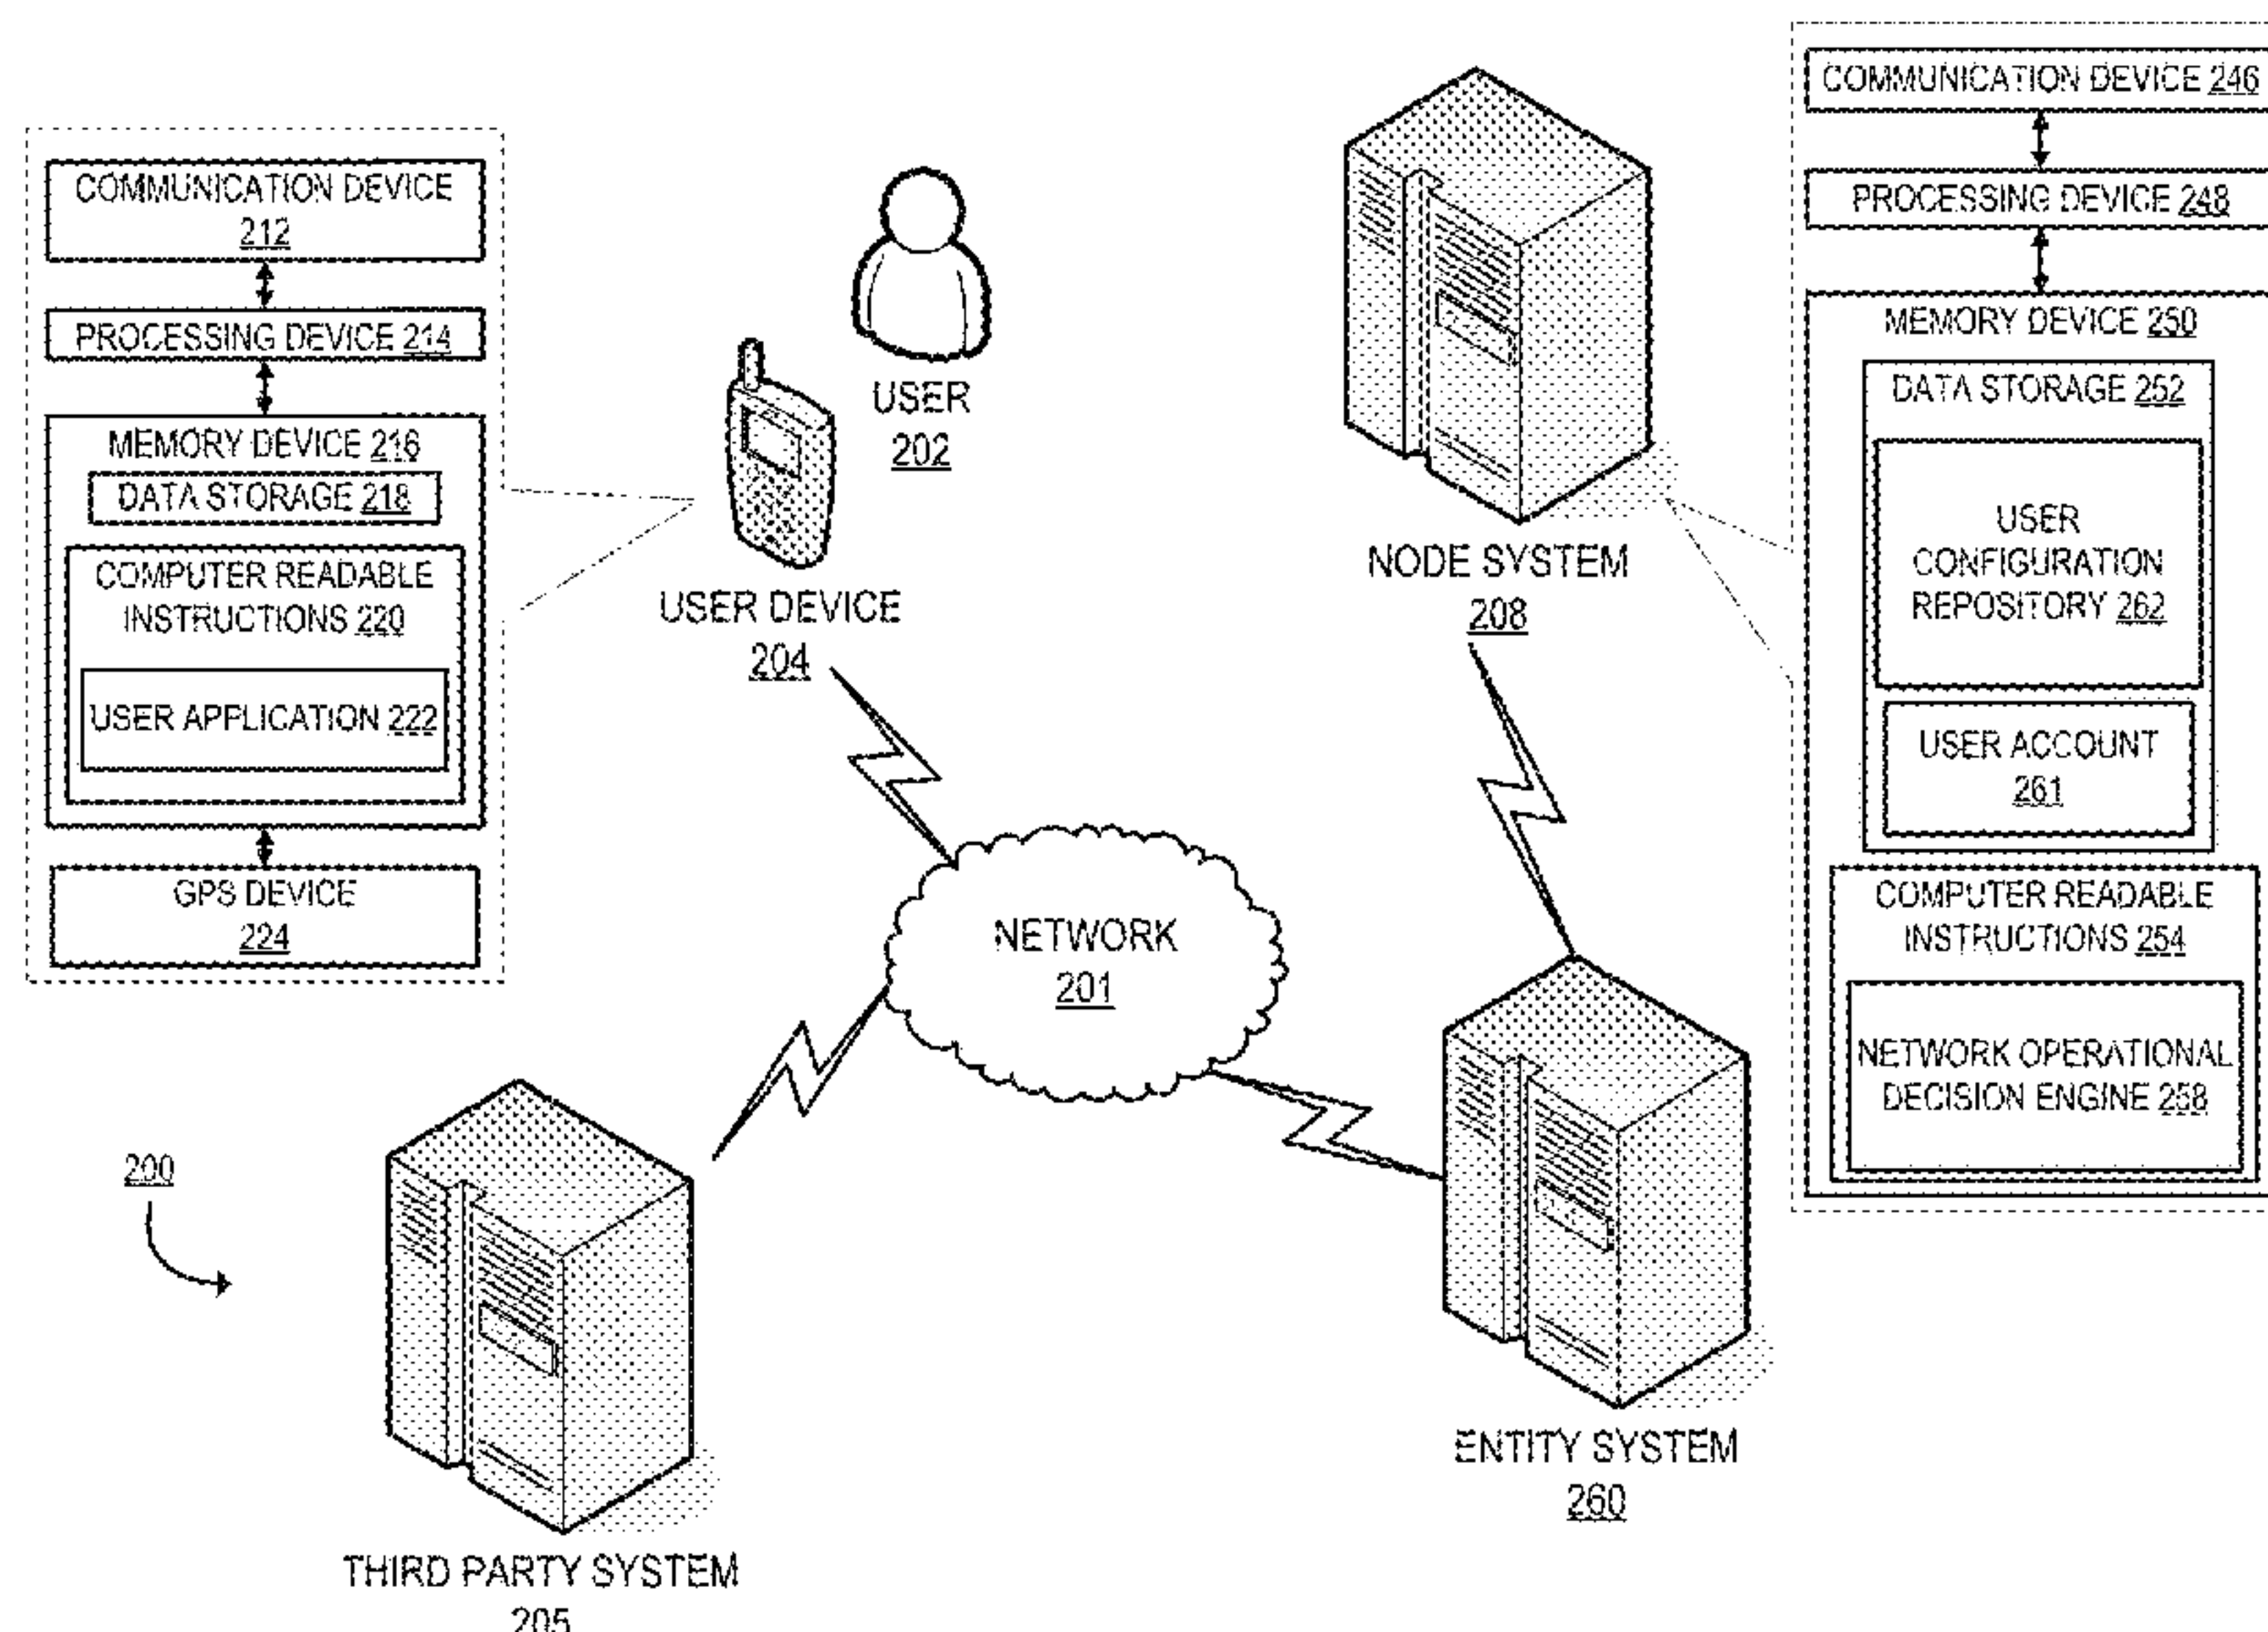 COMMUNICATION DEVICE
212
PROCESSING DEVICE 214
MEMORY DEVICE 216
DATA STORAGE 218
COMPUTER READABLE
INSTRUCTIONS 220
USER APPLICATION 222
GPS DEVICE
224
USER
202
USER DEVICE
204
NODE SYSTEM
208
COMMUNICATION DEVICE 246
PROCESSING DEVICE 248
MEMORY DEVICE 250
DATA STORAGE 252
USER
CONFIGURATION
REPOSITORY 262
USER ACCOUNT
261
COMPUTER READABLE
INSTRUCTIONS 254
NETWORK OPERATIONAL
DECISION ENGINE 258
NETWORK
201
200
THIRD PARTY SYSTEM
205
ENTITY SYSTEM
260